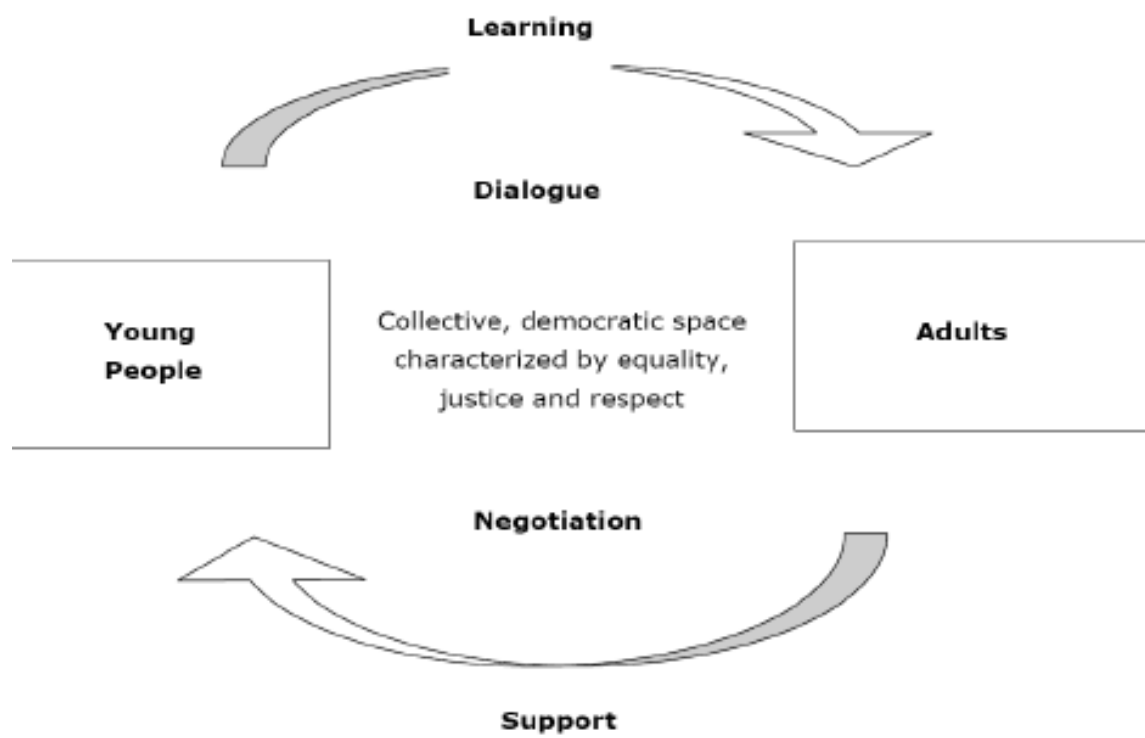 Learning
Dialogue
Young
People
Collective, democratic space
characterized by equality,
justice and respect
Adults
Negotiation
Support